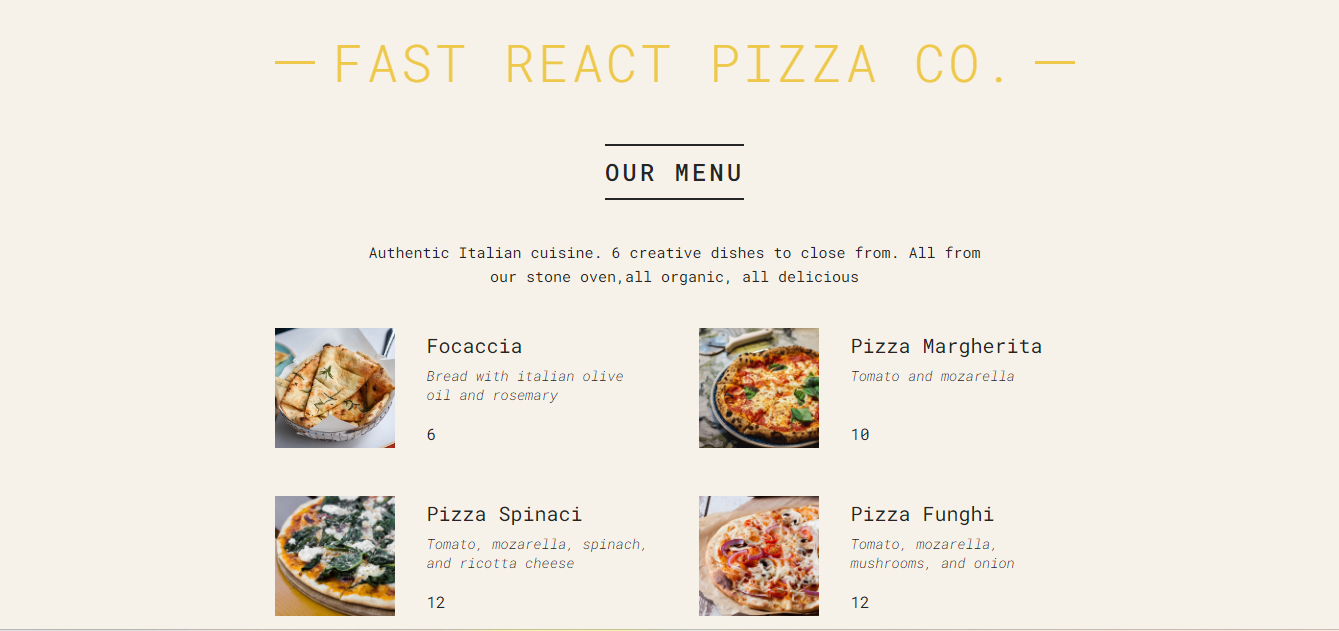 FAST REACT PIZZA CO.
OUR MENU
Authentic Italian cuisine. 6 creative dishes to close from. All from
our stone oven,all organic, all delicious
Focaccia
Bread with italian olive
oil and rosemary
6
Pizza Margherita
Tomato and mozarella
10
Pizza Spinaci
Tomato, mozarella, spinach,
and ricotta cheese
12
Pizza Funghi
Tomato, mozarella,
mushrooms, and onion
12